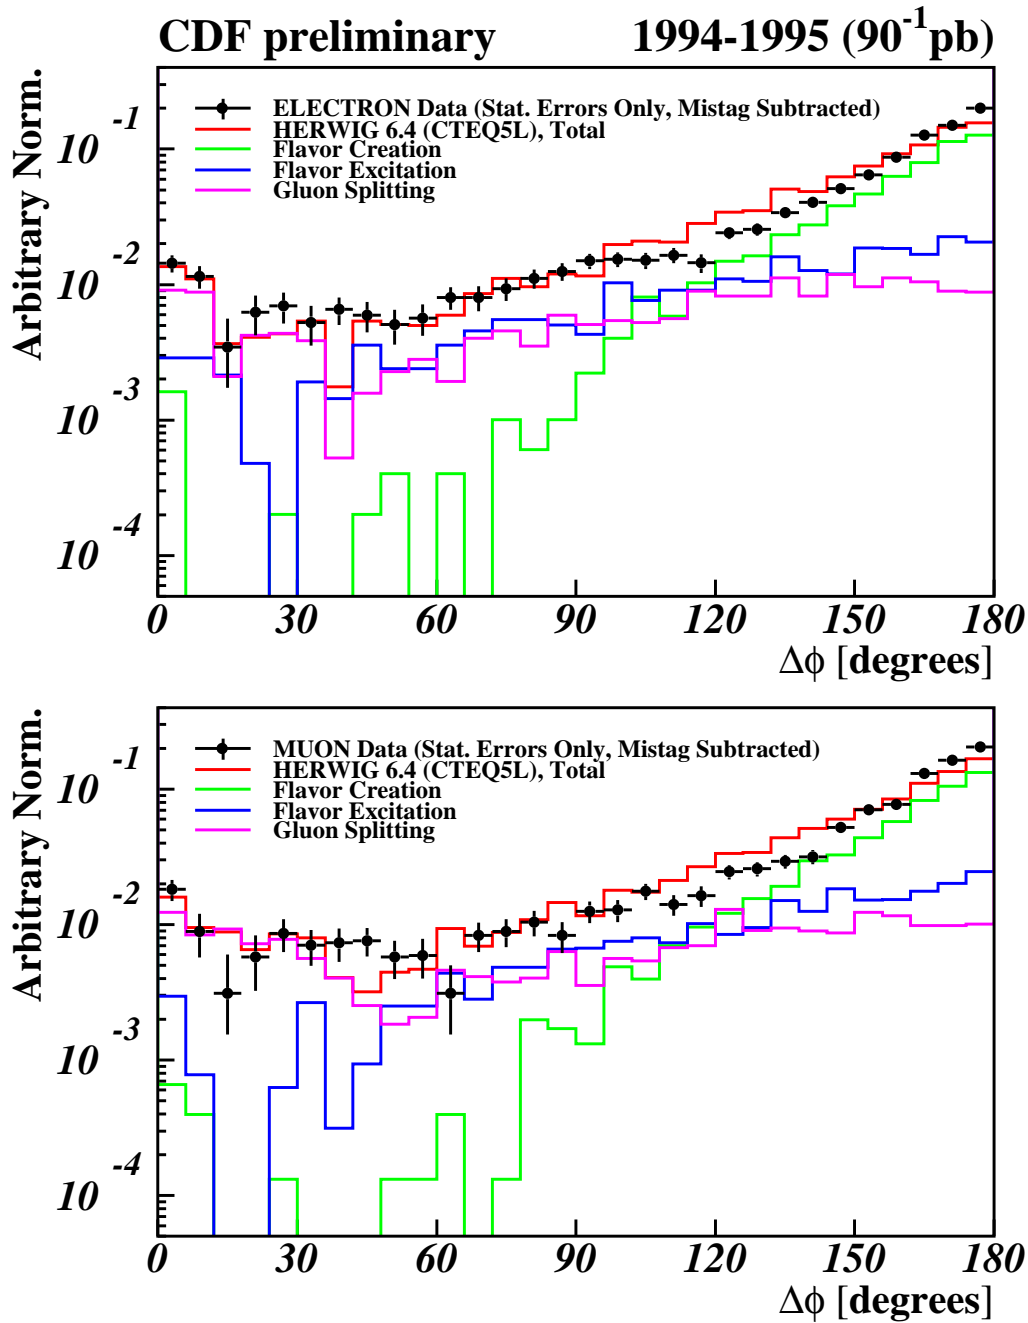 CDF preliminary 1994-1995 (90⁻¹pb)
Arbitrary Norm.
ELECTRON Data (Stat. Errors Only, Mistag Subtracted)
HERWIG 6.4 (CTEQ5L), Total
Flavor Creation
Flavor Excitation
Gluon Splitting
10⁻¹
10⁻²
10⁻³
10⁻⁴
0 30 60 90 120 150 180
Δϕ [degrees]
Arbitrary Norm.
MUON Data (Stat. Errors Only, Mistag Subtracted)
HERWIG 6.4 (CTEQ5L), Total
Flavor Creation
Flavor Excitation
Gluon Splitting
10⁻¹
10⁻²
10⁻³
10⁻⁴
0 30 60 90 120 150 180
Δϕ [degrees]